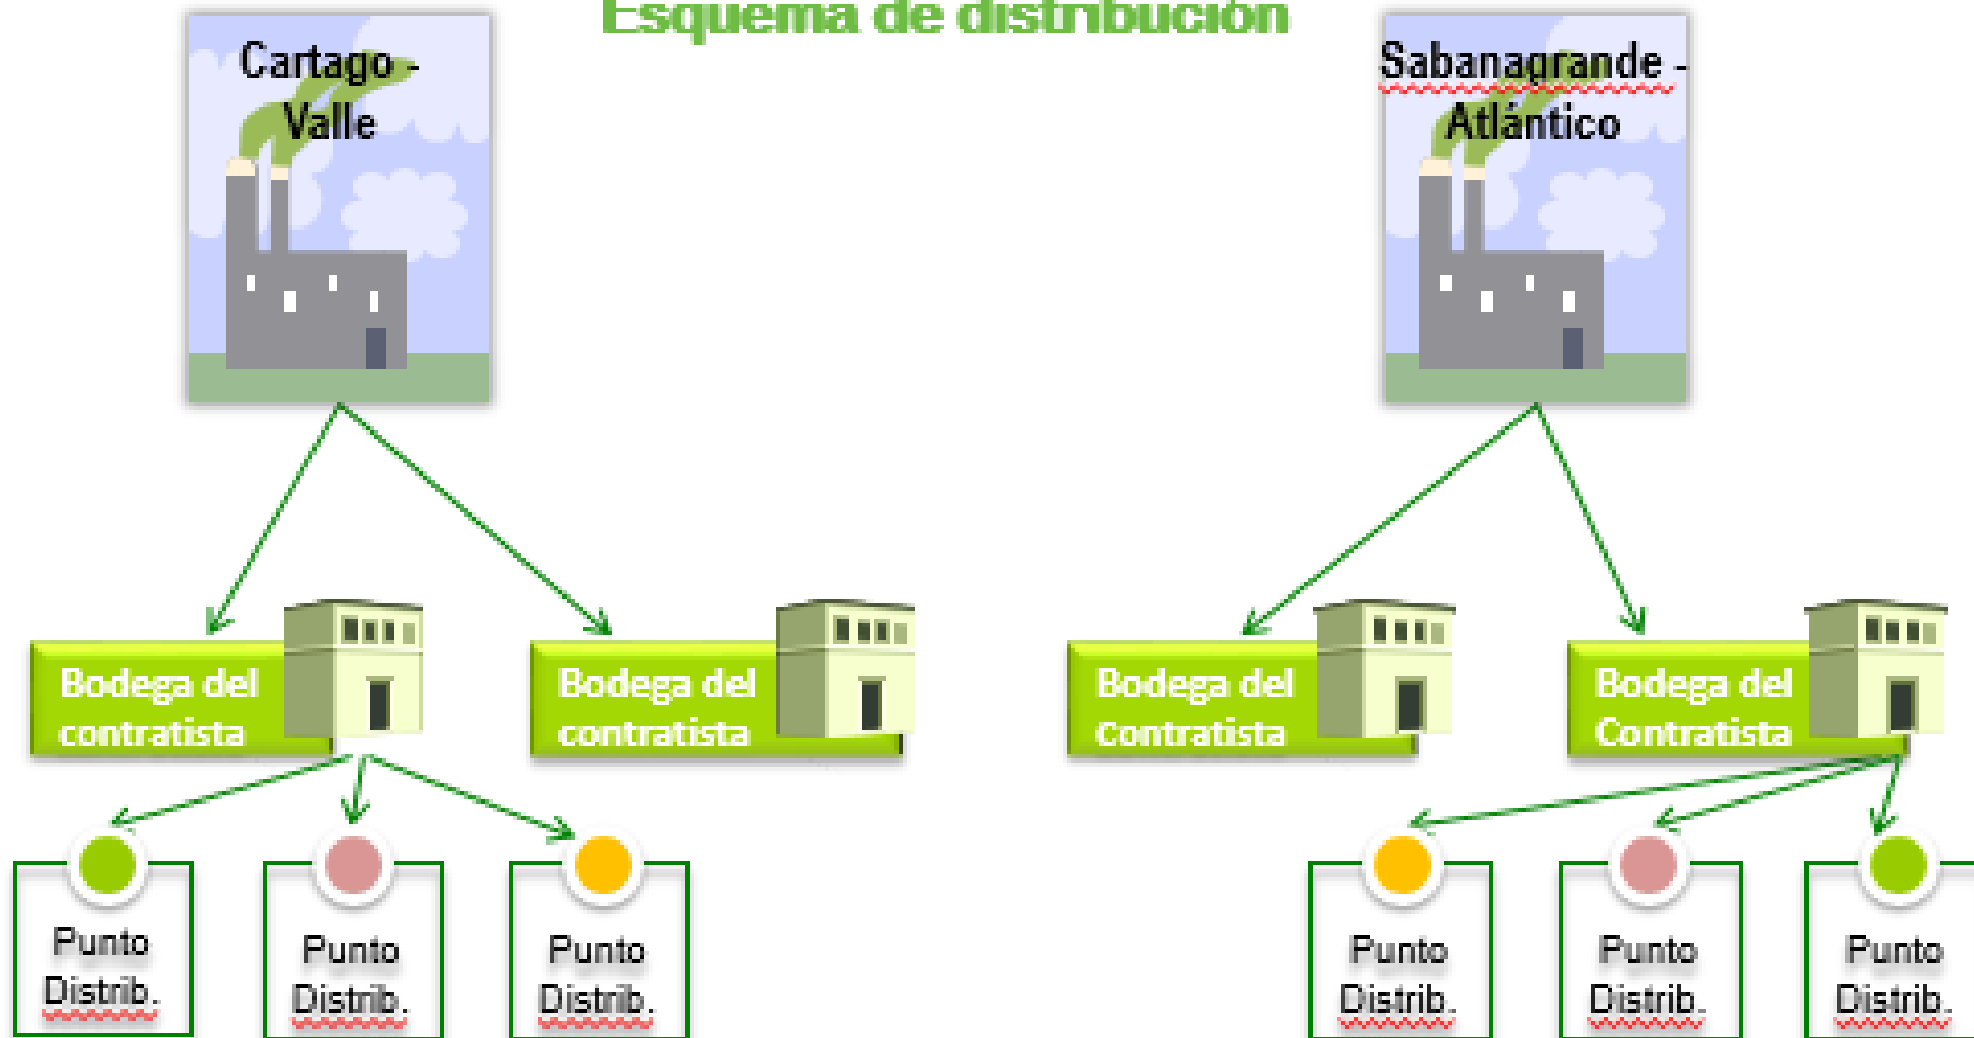 Esquema de distribución
Cartago -
Valle
Sabanagrande -
Atlántico
Bodega del
contratista
Bodega del
contratista
Bodega del
contratista
Bodega del
Contratista
Punto
Distrib.
Punto
Distrib.
Punto
Distrib.
Punto
Distrib.
Punto
Distrib.
Punto
Distrib.